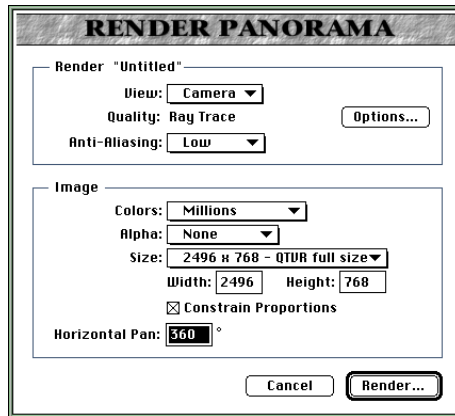 RENDER PANORAMA
Render "Untitled"
View: Camera
Quality: Ray Trace
Options...
Anti-Aliasing: Low
Image
Colors: Millions
Alpha: None
Size: 2496 x 768 - QTVR full size
Width: 2496 Height: 768
Constrain Proportions
Horizontal Pan: 360 °
Cancel Render...